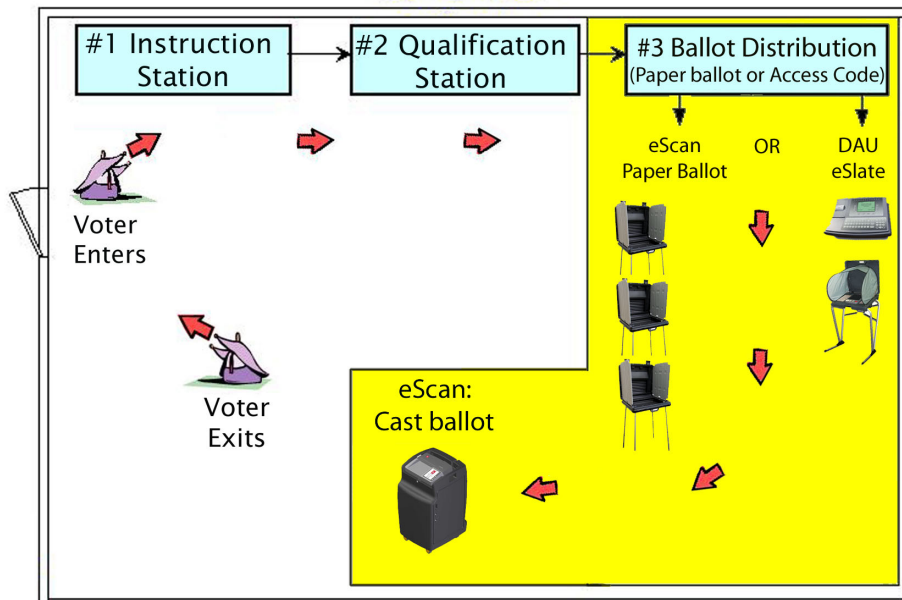 #1 Instruction
Station
#2 Qualification
Station
#3 Ballot Distribution
(Paper ballot or Access Code)
eScan
Paper Ballot
OR
DAU
eSlate
Voter
Enters
Voter
Exits
eScan:
Cast ballot